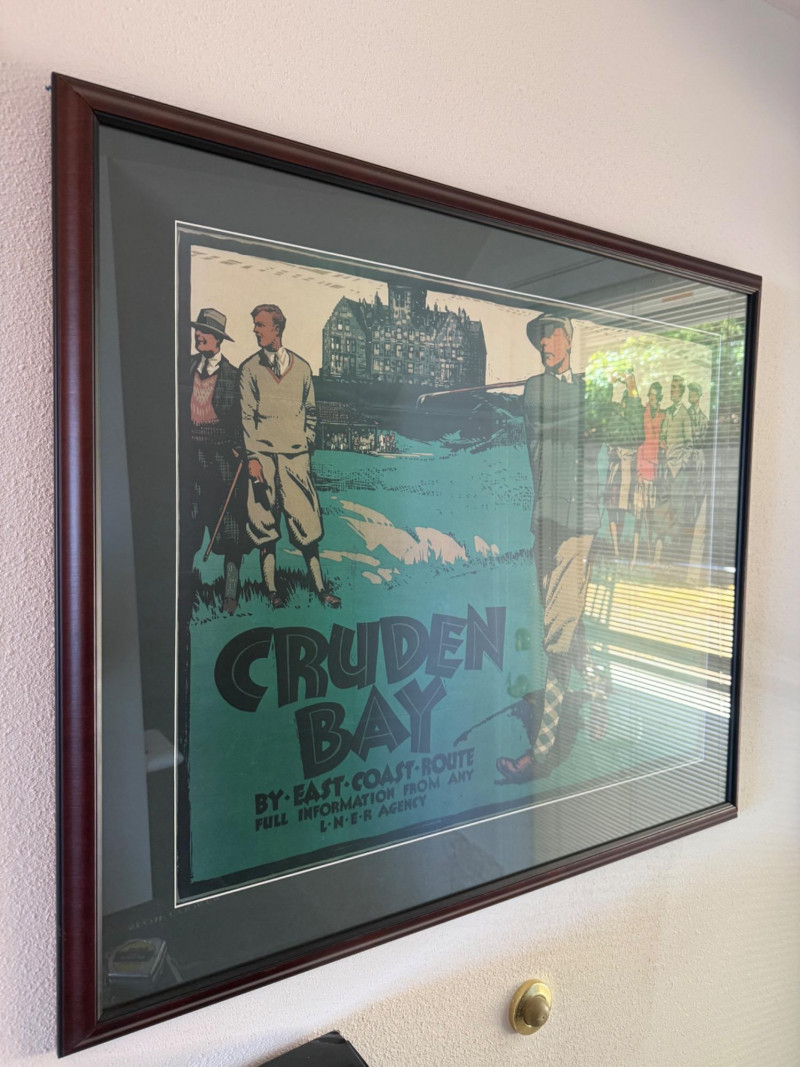 CRUDEN
BAY
BY·EAST·COAST·ROUTE
FULL INFORMATION FROM ANY
L·N·E·R AGENCY